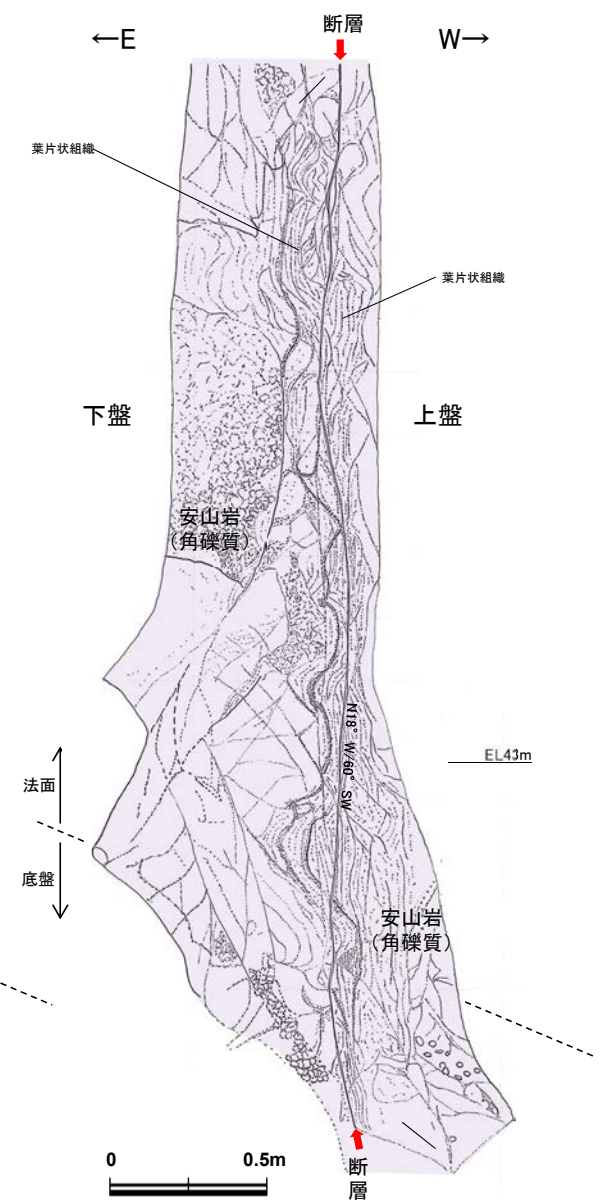 断層
←E
W→
葉片状組織
葉片状組織
下盤
上盤
安山岩
（角礫質）
N18°W/60°SW
EL43m
法面
底盤
安山岩
（角礫質）
0
0.5m
断
層